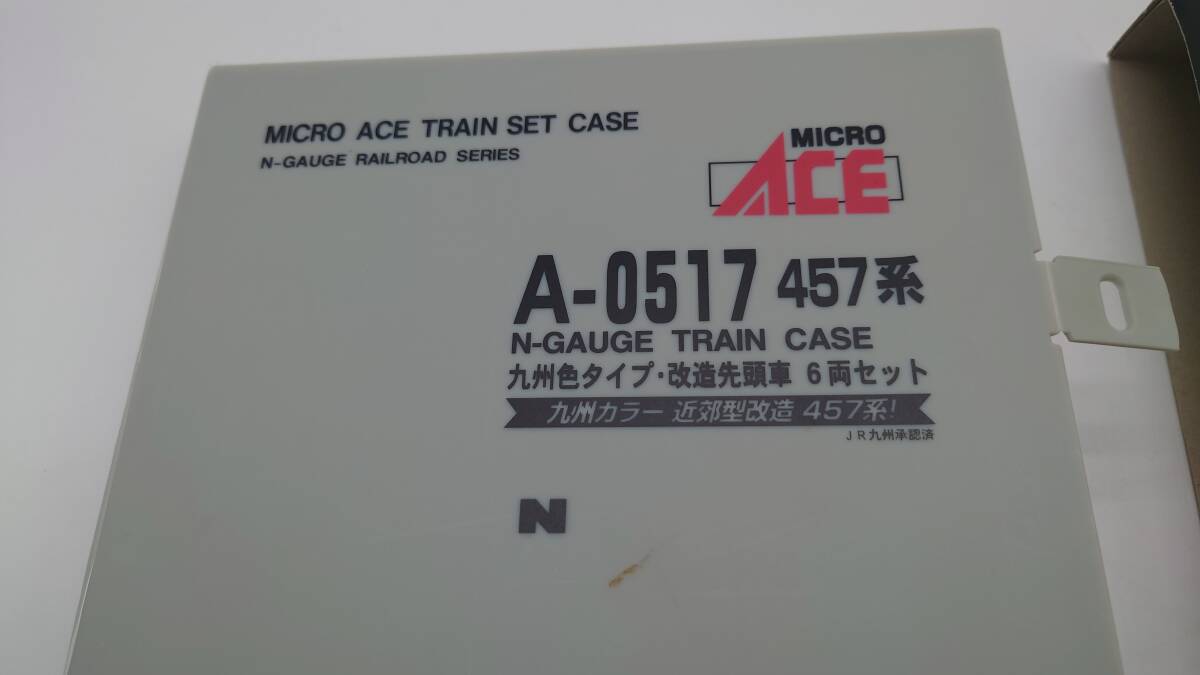 MICRO ACE TRAIN SET CASE
N-GAUGE RAILROAD SERIES
MICRO
ACE
A-0517 457系
N-GAUGE TRAIN CASE
九州色タイプ・改造先頭車 6両セット
九州カラー 近郊型改造 457系!
JR九州承認済
N